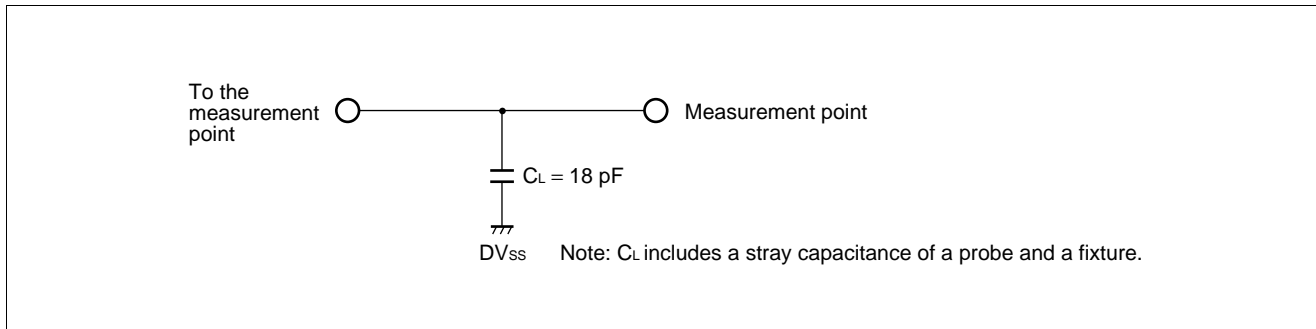 To the
measurement
point
Measurement point
CL = 18 pF
DVSS
Note: CL includes a stray capacitance of a probe and a fixture.